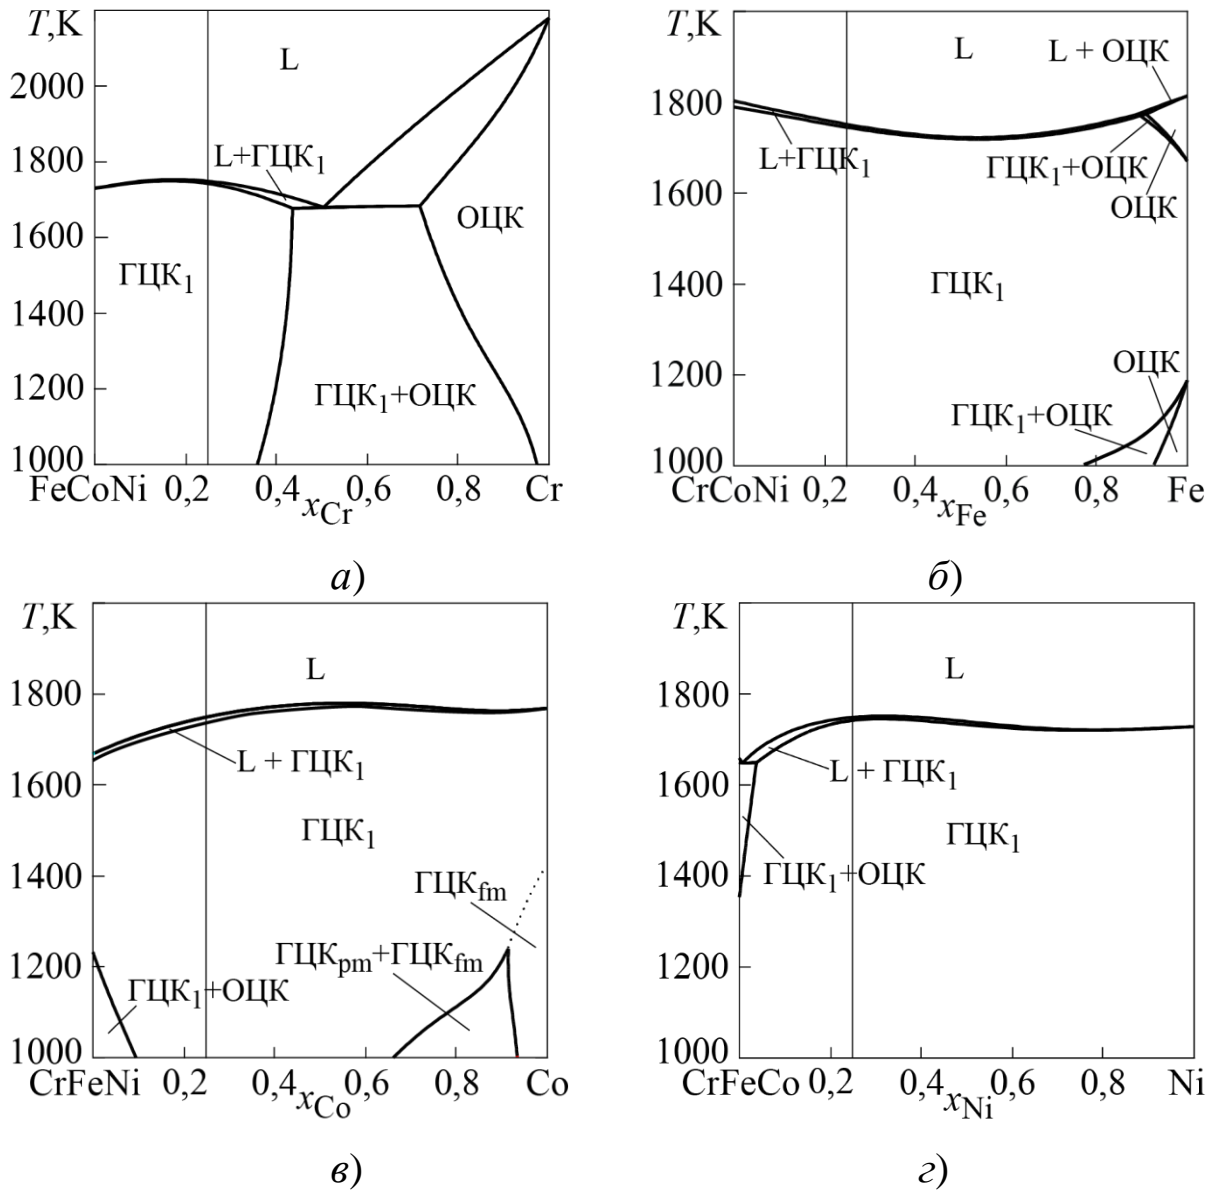 T,K
2000
1800
1600
1400
1200
1000
L
L+ГЦК1
ОЦК
ГЦК1
ГЦК1+ОЦК
FeCoNi 0,2 0,4 0,6 0,8 Cr
xCr
а)
T,K
1800
1600
1400
1200
1000
L
L + ОЦК
L+ГЦК1
ГЦК1+ОЦК
ОЦК
ГЦК1
ОЦК
ГЦК1+ОЦК
CrCoNi 0,2 0,4 0,6 0,8 Fe
xFe
б)
T,K
1800
1600
1400
1200
1000
L
L + ГЦК1
ГЦК1
ГЦКfm
ГЦКpm+ГЦКfm
ГЦК1+ОЦК
CrFeNi 0,2 0,4 0,6 0,8 Co
xCo
в)
T,K
1800
1600
1400
1200
1000
L
L + ГЦК1
ГЦК1
ГЦК1+ОЦК
CrFeCo 0,2 0,4 0,6 0,8 Ni
xNi
г)